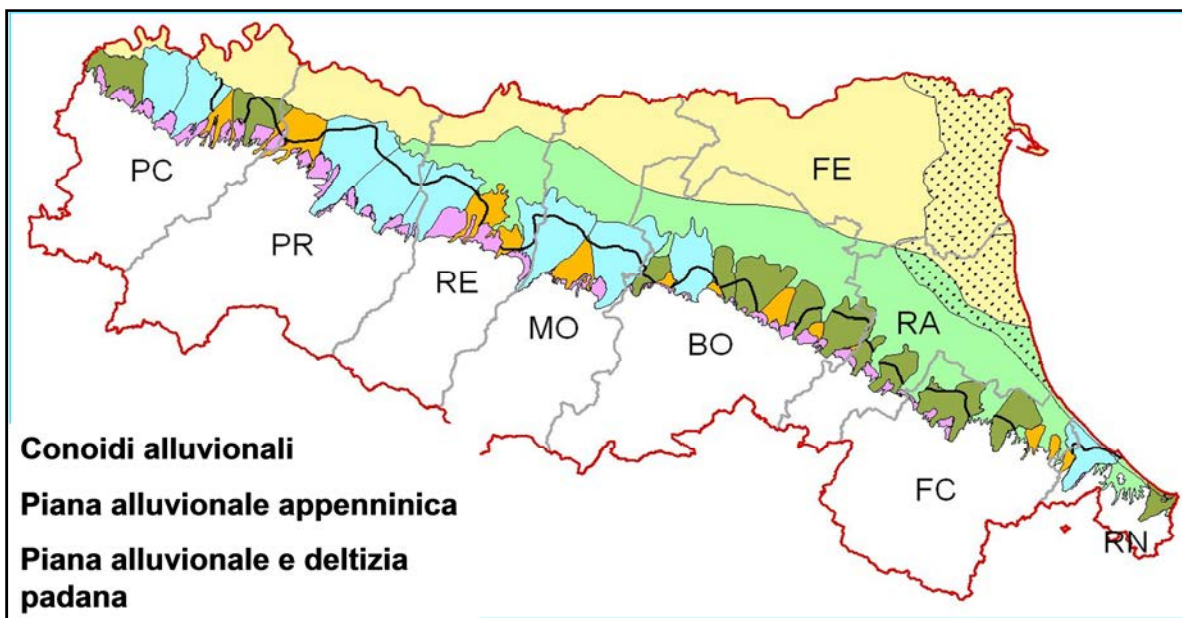 FE
PC
PR
RE
MO
BO
RA
FC
RN
Conoidi alluvionali
Piana alluvionale appenninica
Piana alluvionale e deltizia
padana